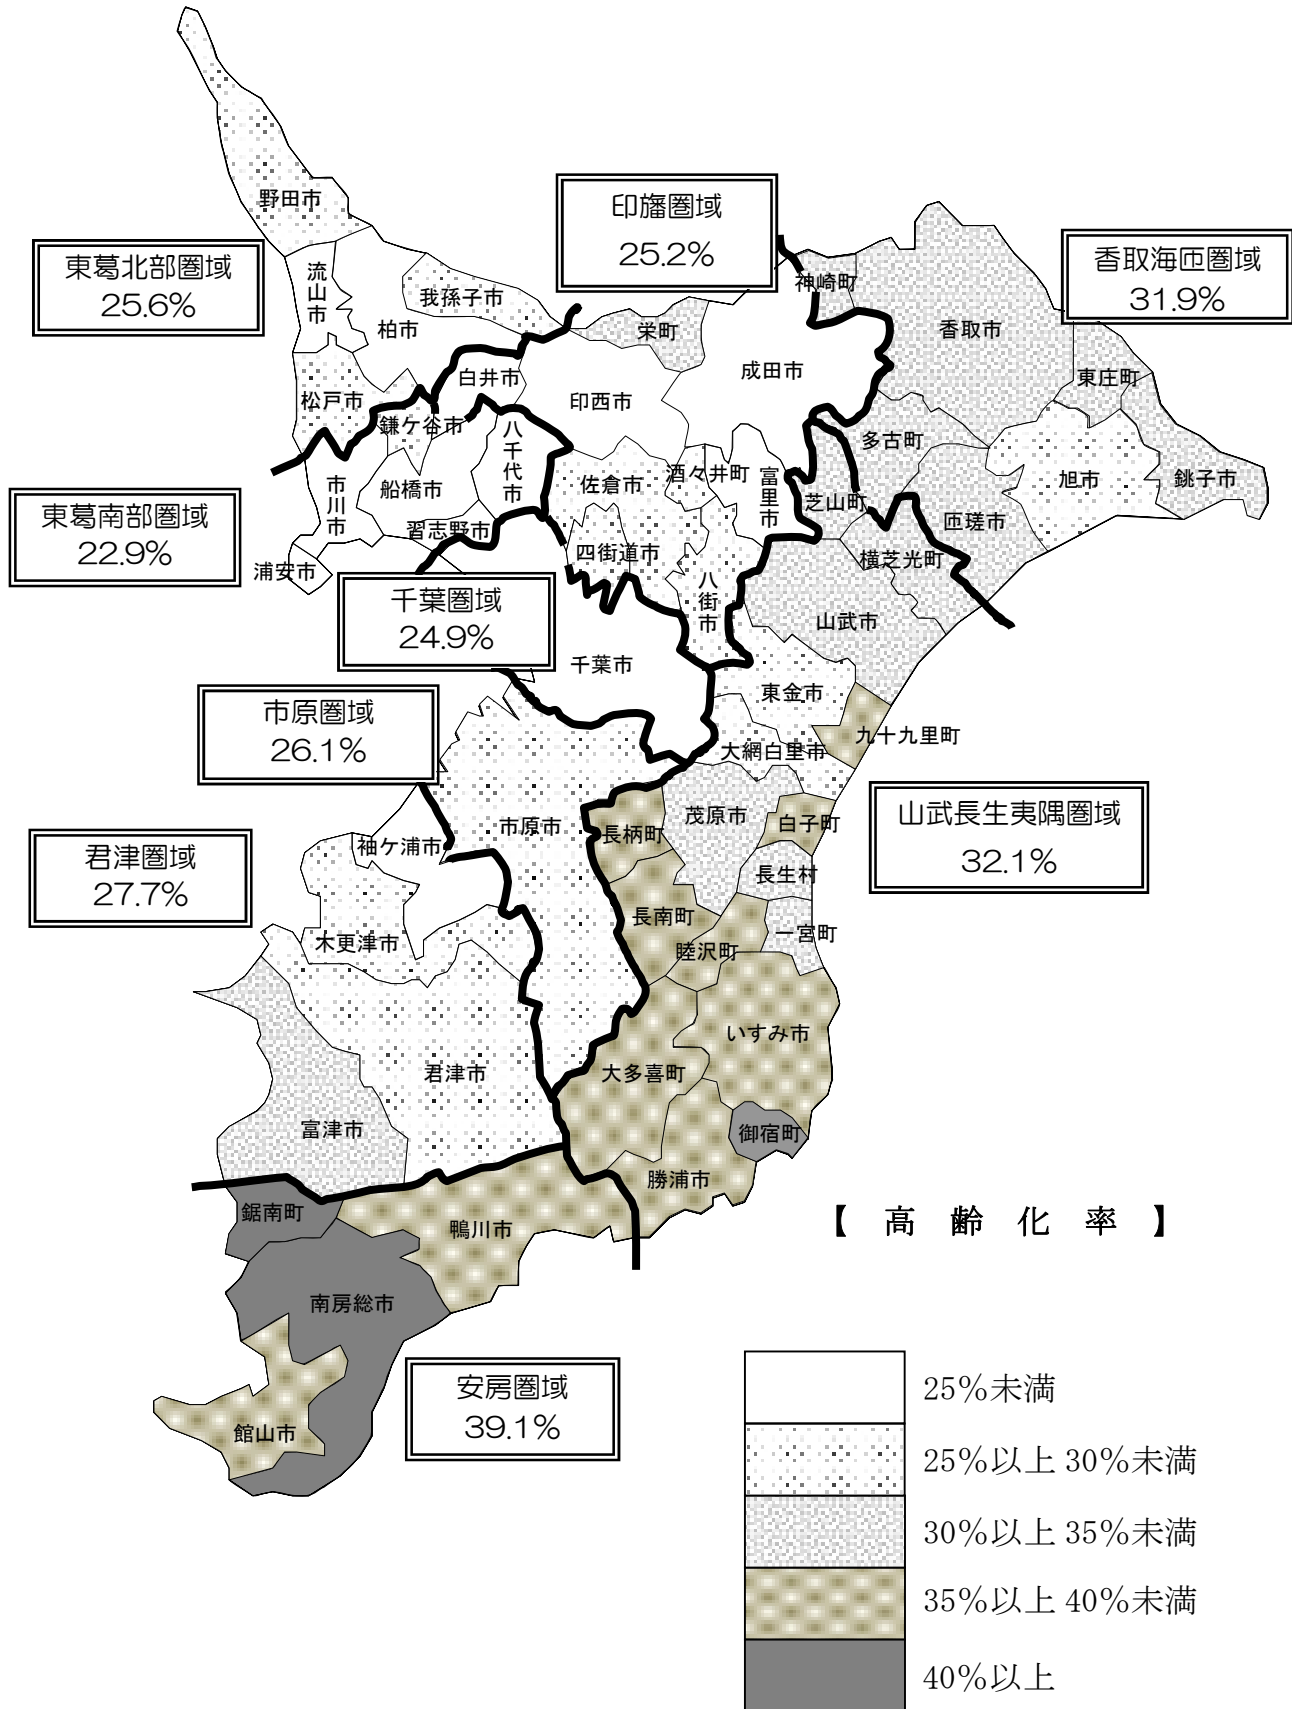 野田市
印旛圏域
25.2%
東葛北部圏域
25.6%
香取海匝圏域
31.9%
流山市
我孫子市
柏市
神崎町
栄町
香取市
成田市
東庄町
白井市
印西市
松戸市
鎌ケ谷市
八千代市
多古町
酒々井町
富里市
佐倉市
旭市
銚子市
船橋市
市川市
芝山町
匝瑳市
東葛南部圏域
22.9%
習志野市
四街道市
横芝光町
浦安市
八街市
千葉圏域
24.9%
山武市
千葉市
東金市
市原圏域
26.1%
九十九里町
大網白里市
茂原市
白子町
山武長生夷隅圏域
32.1%
市原市
長柄町
袖ケ浦市
君津圏域
27.7%
長生村
長南町
一宮町
木更津市
睦沢町
いすみ市
君津市
大多喜町
富津市
御宿町
勝浦市
鋸南町
鴨川市
【 高 齢 化 率 】
南房総市
安房圏域
39.1%
館山市
25%未満
25%以上 30%未満
30%以上 35%未満
35%以上 40%未満
40%以上